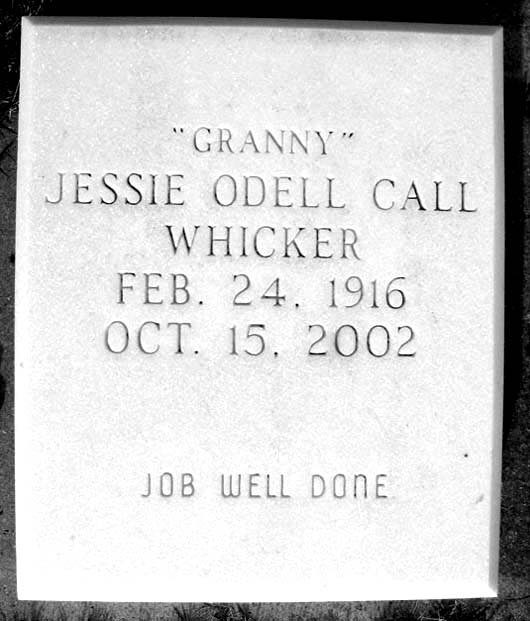 "GRANNY"
JESSIE ODELL CALL
WHICKER
FEB. 24. 1916
OCT. 15. 2002
JOB WELL DONE